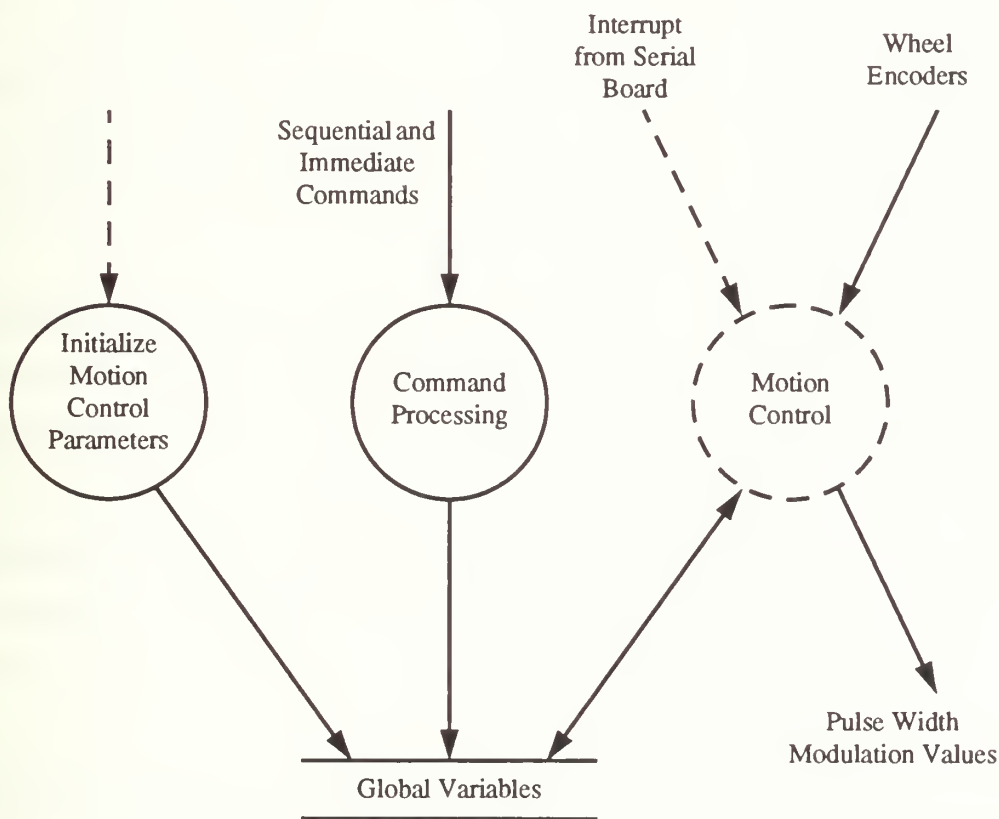 Interrupt
from Serial
Board
Wheel
Encoders
Sequential and
Immediate
Commands
Initialize
Motion
Control
Parameters
Command
Processing
Motion
Control
Pulse Width
Modulation Values
Global Variables